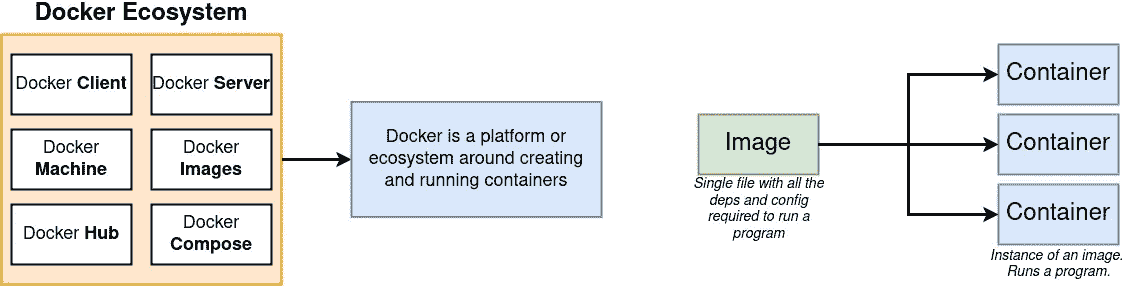 Docker Ecosystem
Docker Client
Docker Server
Docker
Machine
Docker
Images
Docker Hub
Docker
Compose
Docker is a platform or
ecosystem around creating
and running containers
Image
Single file with all the
deps and config
required to run a
program
Container
Container
Container
Instance of an image.
Runs a program.